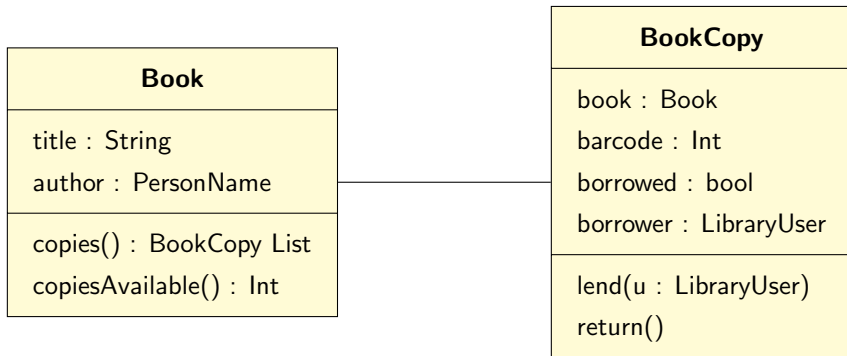 Book
title : String
author : PersonName
copies() : BookCopy List
copiesAvailable() : Int
BookCopy
book : Book
barcode : Int
borrowed : bool
borrower : LibraryUser
lend(u : LibraryUser)
return()